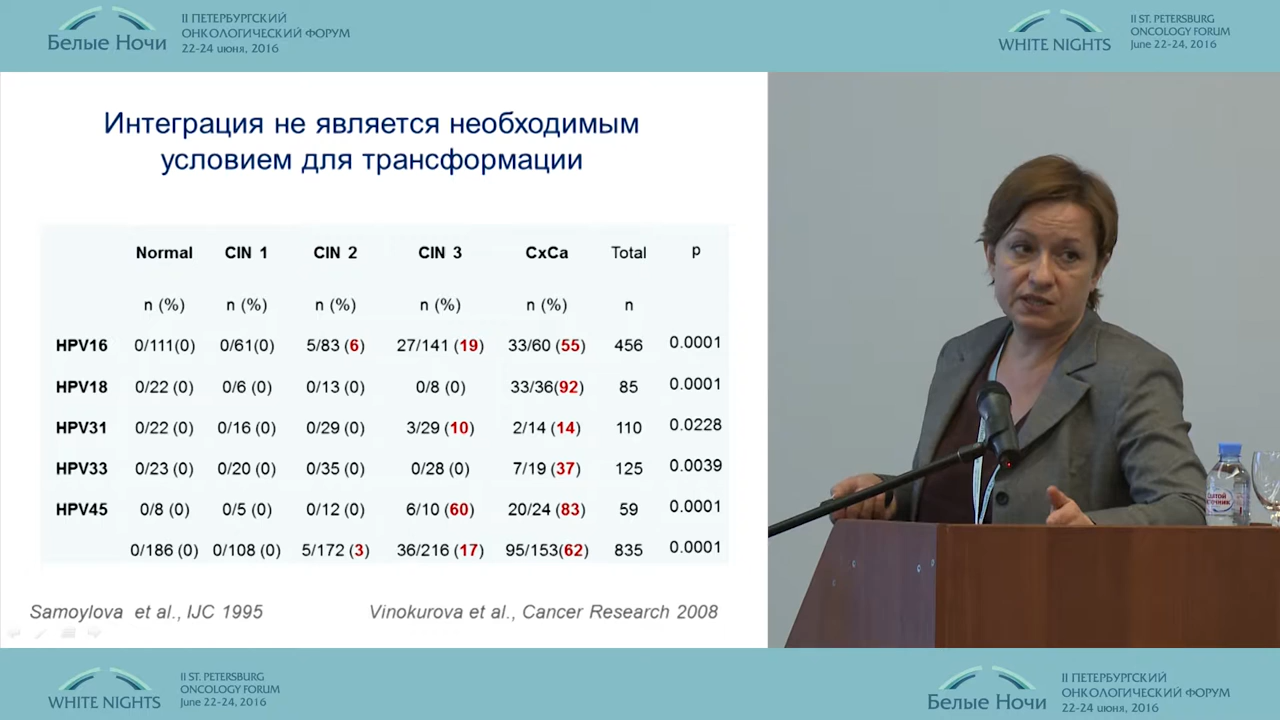 Белые Ночи
II ПЕТЕРБУРГСКИЙ
ОНКОЛОГИЧЕСКИЙ ФОРУМ
22-24 июня, 2016
WHITE NIGHTS
II ST. PETERSBURG
ONCOLOGY FORUM
June 22-24, 2016
Интеграция не является необходимым
условием для трансформации
Normal CIN 1 CIN 2 CIN 3 CxCa Total p
n (%) n (%) n (%) n (%) n (%) n
HPV16 0/111(0) 0/61(0) 5/83 (6) 27/141 (19) 33/60 (55) 456 0.0001
HPV18 0/22 (0) 0/6 (0) 0/13 (0) 0/8 (0) 33/36(92) 85 0.0001
HPV31 0/22 (0) 0/16 (0) 0/29 (0) 3/29 (10) 2/14 (14) 110 0.0228
HPV33 0/23 (0) 0/20 (0) 0/35 (0) 0/28 (0) 7/19 (37) 125 0.0039
HPV45 0/8 (0) 0/5 (0) 0/12 (0) 6/10 (60) 20/24 (83) 59 0.0001
0/186 (0) 0/108 (0) 5/172 (3) 36/216 (17) 95/153(62) 835 0.0001
Samoylova et al., IJC 1995
Vinokurova et al., Cancer Research 2008
WHITE NIGHTS
II ST. PETERSBURG
ONCOLOGY FORUM
June 22-24, 2016
Белые Ночи
II ПЕТЕРБУРГСКИЙ
ОНКОЛОГИЧЕСКИЙ ФОРУМ
22-24 июня, 2016